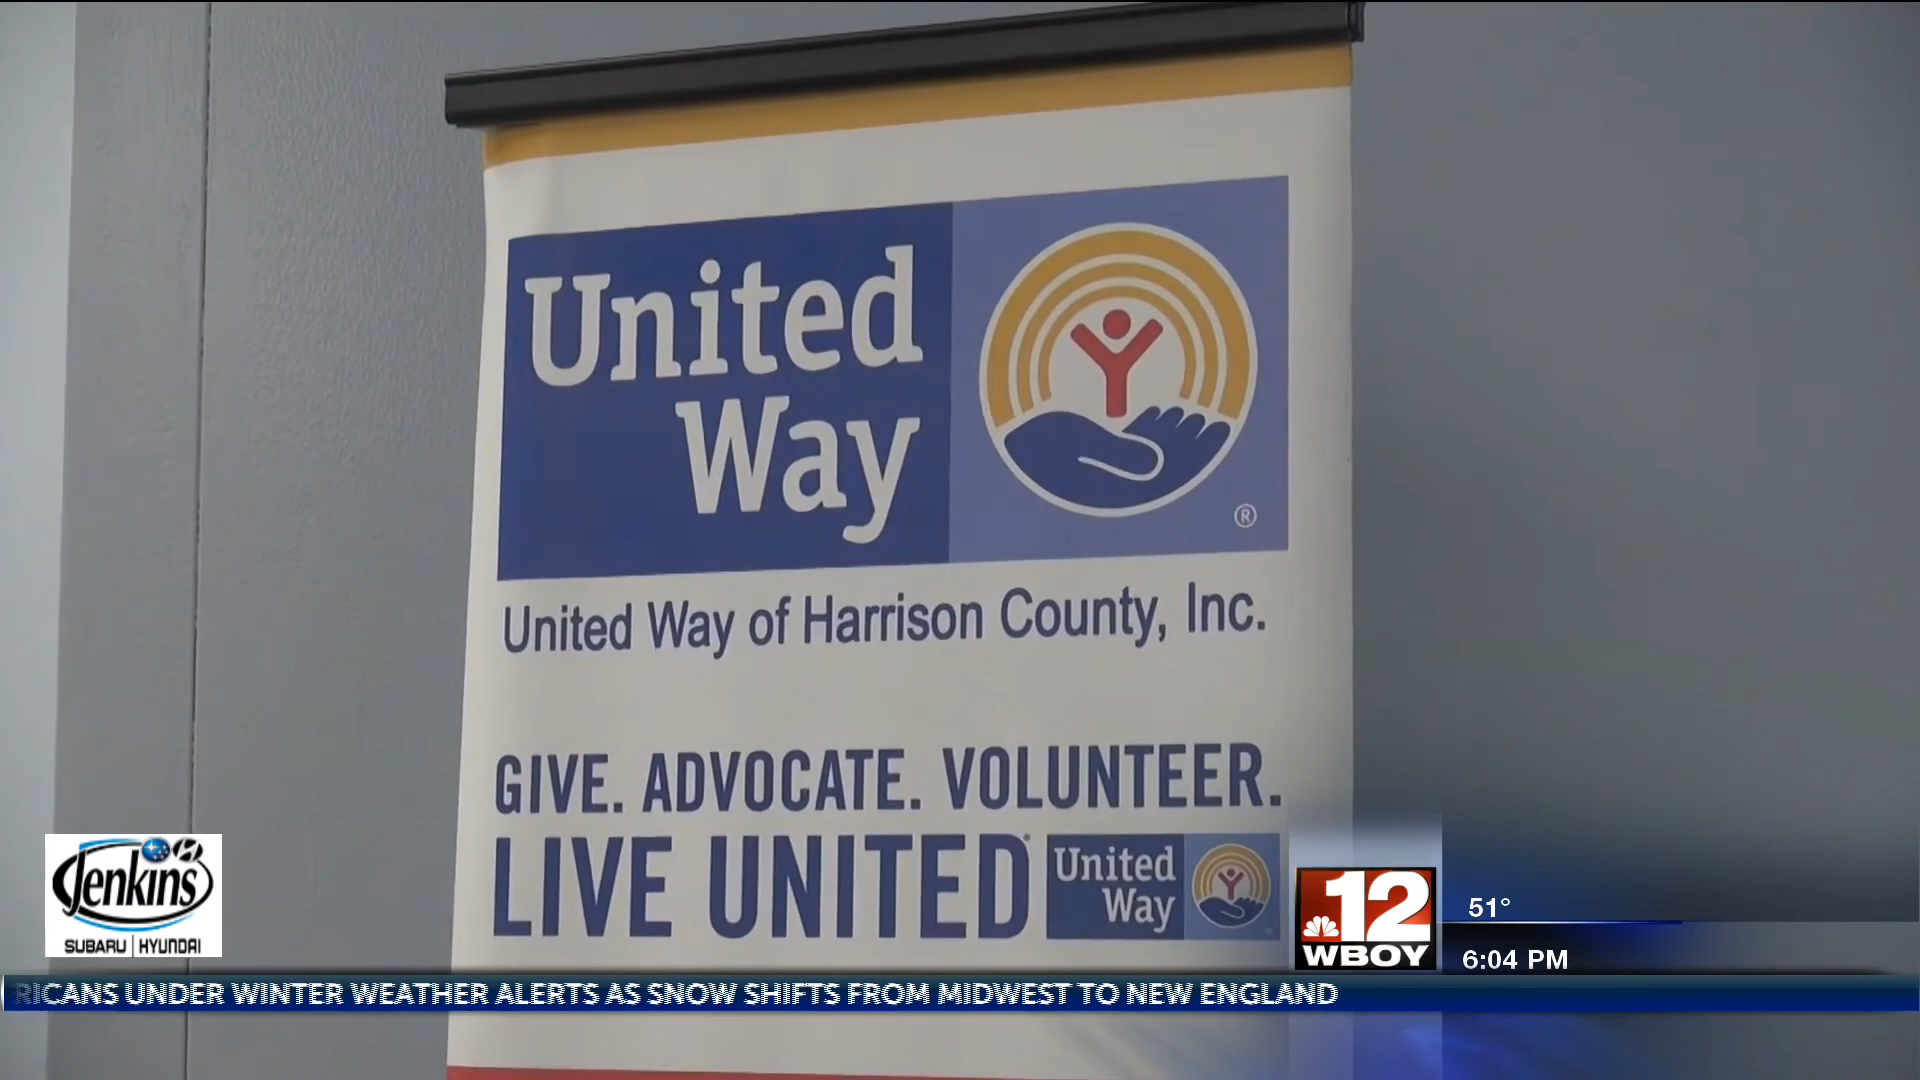 United
Way
®
United Way of Harrison County, Inc.
GIVE. ADVOCATE. VOLUNTEER.
LIVE UNITED®
United
Way
Jenkins
SUBARU | HYUNDAI
12
WBOY
51°
6:04 PM
RICANS UNDER WINTER WEATHER ALERTS AS SNOW SHIFTS FROM MIDWEST TO NEW ENGLAND